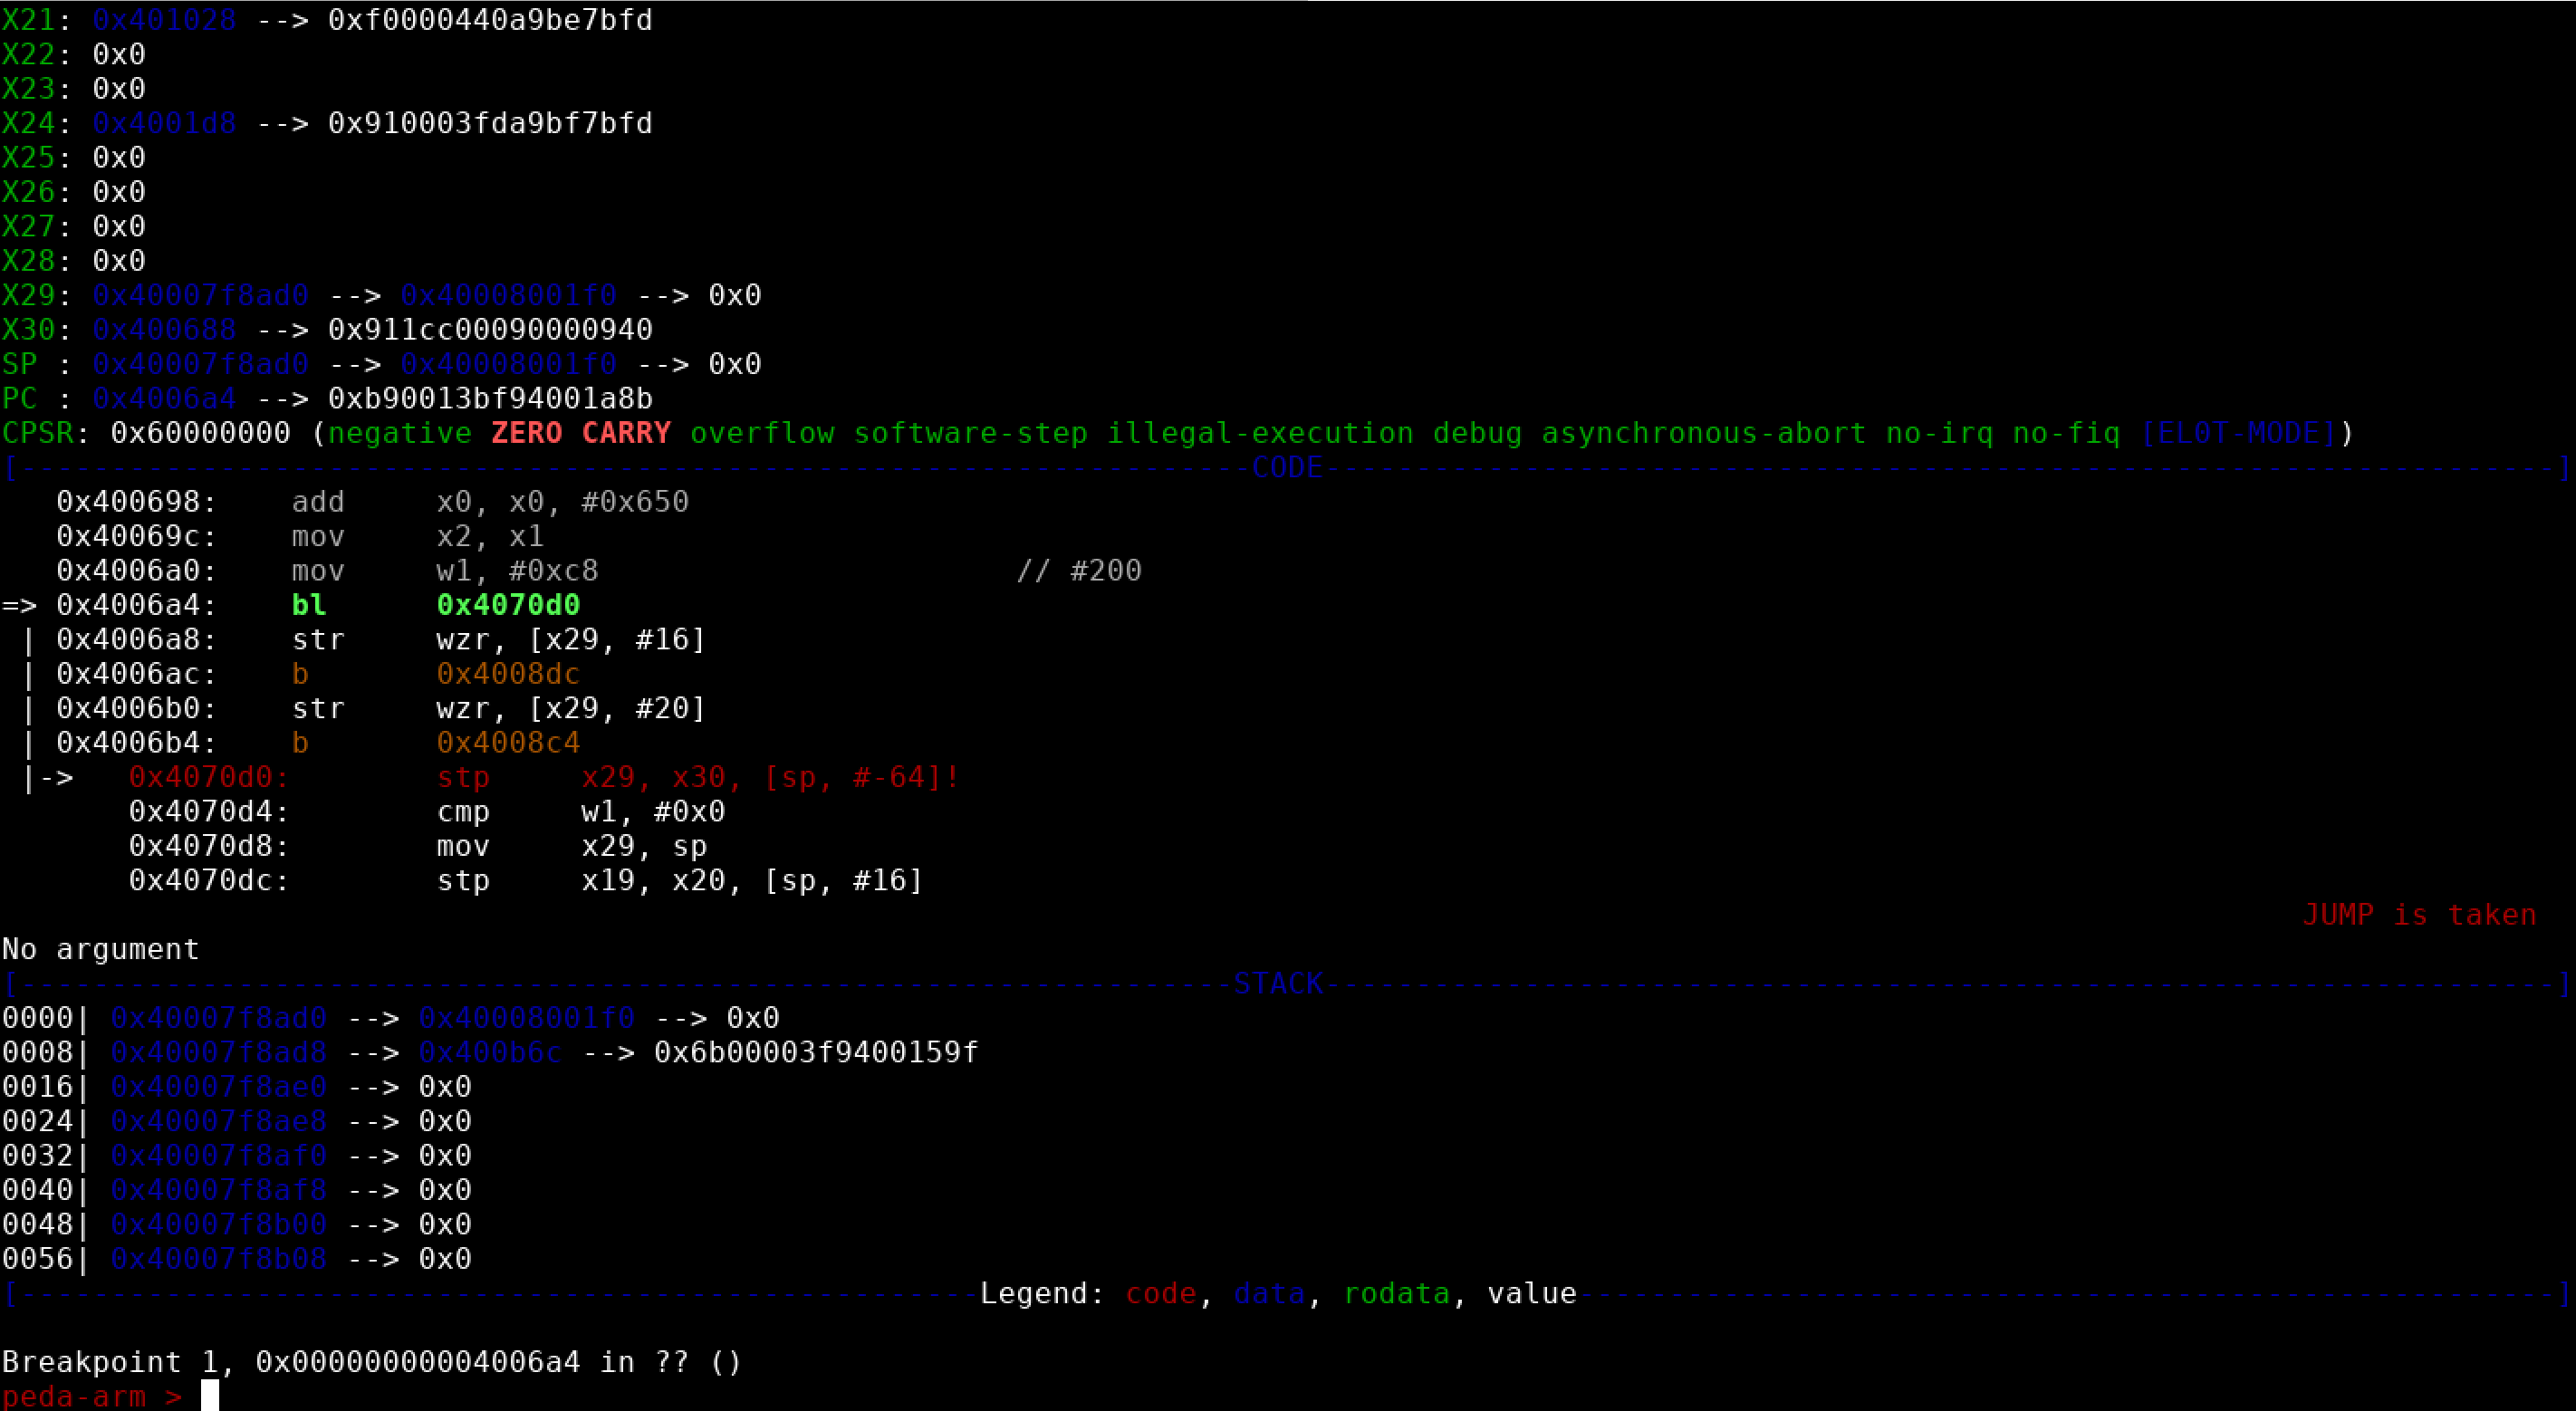 X21: 0x401028 --> 0xf0000440a9be7bfd
X22: 0x0
X23: 0x0
X24: 0x4001d8 --> 0x910003fda9bf7bfd
X25: 0x0
X26: 0x0
X27: 0x0
X28: 0x0
X29: 0x40007f8ad0 --> 0x40008001f0 --> 0x0
X30: 0x400688 --> 0x911cc00090000940
SP : 0x40007f8ad0 --> 0x40008001f0 --> 0x0
PC : 0x4006a4 --> 0xb90013bf94001a8b
CPSR: 0x60000000 (negative ZERO CARRY overflow software-step illegal-execution debug asynchronous-abort no-irq no-fiq [EL0T-MODE])
[--------------------------------------------------------------------CODE--------------------------------------------------------------------]
   0x400698:    add     x0, x0, #0x650
   0x40069c:    mov     x2, x1
   0x4006a0:    mov     w1, #0xc8                       // #200
=> 0x4006a4:    bl      0x4070d0
 | 0x4006a8:    str     wzr, [x29, #16]
 | 0x4006ac:    b       0x4008dc
 | 0x4006b0:    str     wzr, [x29, #20]
 | 0x4006b4:    b       0x4008c4
 |->   0x4070d0:        stp     x29, x30, [sp, #-64]!
       0x4070d4:        cmp     w1, #0x0
       0x4070d8:        mov     x29, sp
       0x4070dc:        stp     x19, x20, [sp, #16]
JUMP is taken
No argument
[-------------------------------------------------------------------STACK--------------------------------------------------------------------]
0000| 0x40007f8ad0 --> 0x40008001f0 --> 0x0
0008| 0x40007f8ad8 --> 0x400b6c --> 0x6b00003f9400159f
0016| 0x40007f8ae0 --> 0x0
0024| 0x40007f8ae8 --> 0x0
0032| 0x40007f8af0 --> 0x0
0040| 0x40007f8af8 --> 0x0
0048| 0x40007f8b00 --> 0x0
0056| 0x40007f8b08 --> 0x0
[-----------------------------------------------------Legend: code, data, rodata, value------------------------------------------------------]
Breakpoint 1, 0x00000000004006a4 in ?? ()
peda-arm >